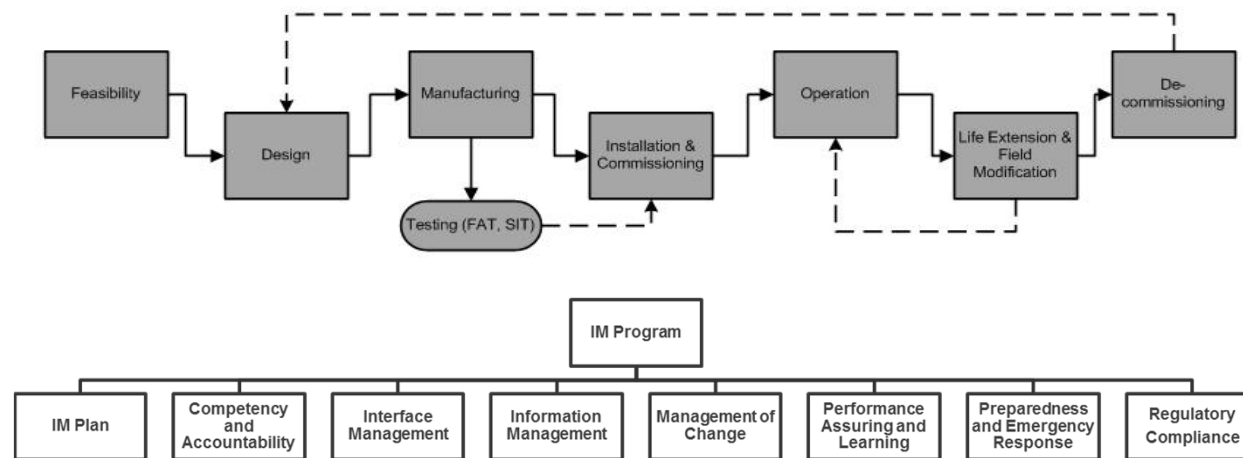 Feasibility
Design
Manufacturing
Testing (FAT, SIT)
Installation &
Commissioning
Operation
Life Extension &
Field
Modification
De-
commissioning
IM Program
IM Plan
Competency
and
Accountability
Interface
Management
Information
Management
Management of
Change
Performance
Assuring and
Learning
Preparedness
and Emergency
Response
Regulatory
Compliance